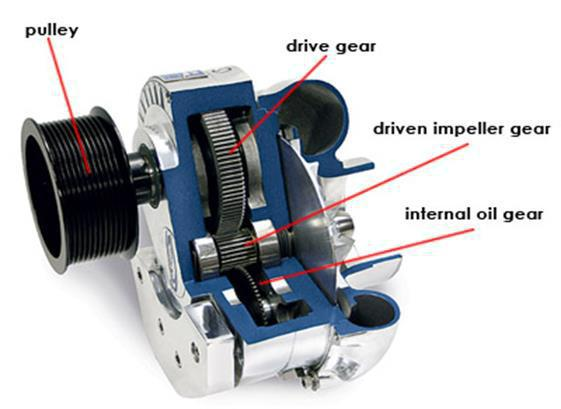 pulley
drive gear
driven impeller gear
internal oil gear